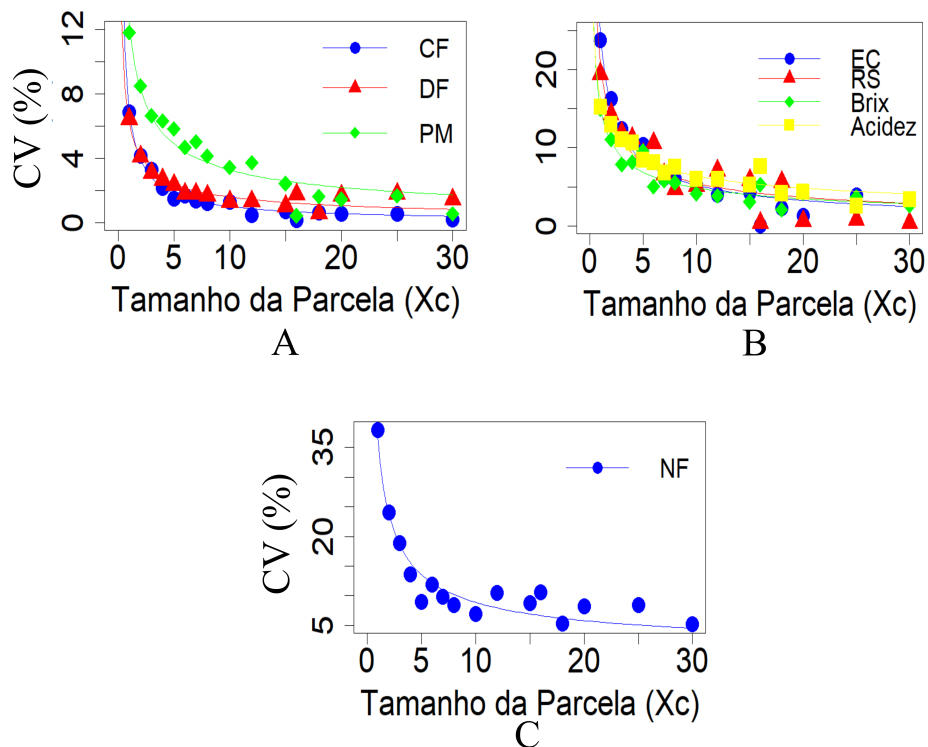 CV (%)
12
8
4
0
CF
DF
PM
0 5 10 15 20 25 30
Tamanho da Parcela (Xc)
A
20
10
0
EC
RS
Brix
Acidez
0 10 20 30
Tamanho da Parcela (Xc)
B
CV (%)
35
20
5
NF
0 5 10 20 30
Tamanho da Parcela (Xc)
C